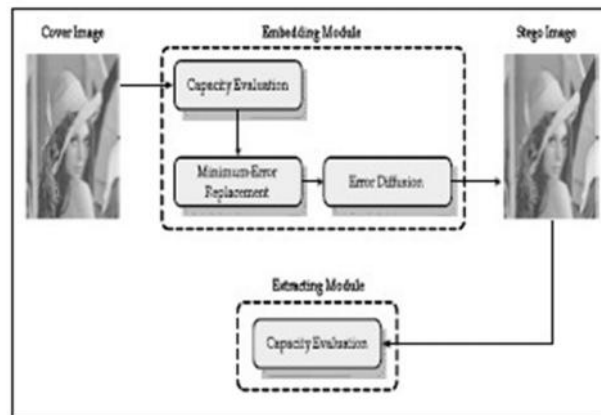 Cover Image
Embedding Module
Stego Image
Capacity Evaluation
Minimum-Error
Replacement
Error Diffusion
Extracting Module
Capacity Evaluation